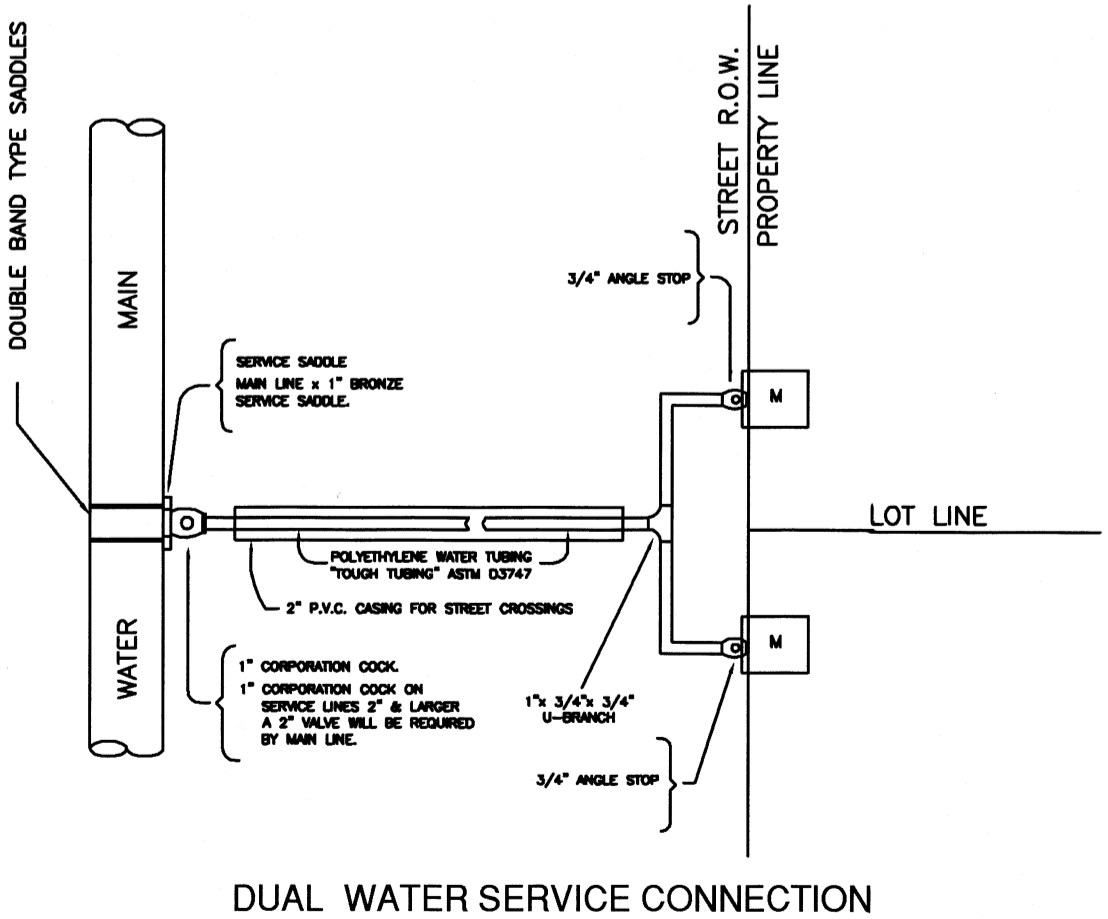 DOUBLE BAND TYPE SADDLES
MAIN
WATER
STREET R.O.W.
PROPERTY LINE
3/4" ANGLE STOP
SERVICE SADDLE
MAIN LINE x 1" BRONZE
SERVICE SADDLE.
M
LOT LINE
POLYETHYLENE WATER TUBING
"TOUGH TUBING" ASTM D3747
2" P.V.C. CASING FOR STREET CROSSINGS
M
1" CORPORATION COCK.
1" CORPORATION COCK ON
SERVICE LINES 2" & LARGER
A 2" VALVE WILL BE REQUIRED
BY MAIN LINE.
1"x 3/4"x 3/4"
U-BRANCH
3/4" ANGLE STOP
DUAL WATER SERVICE CONNECTION